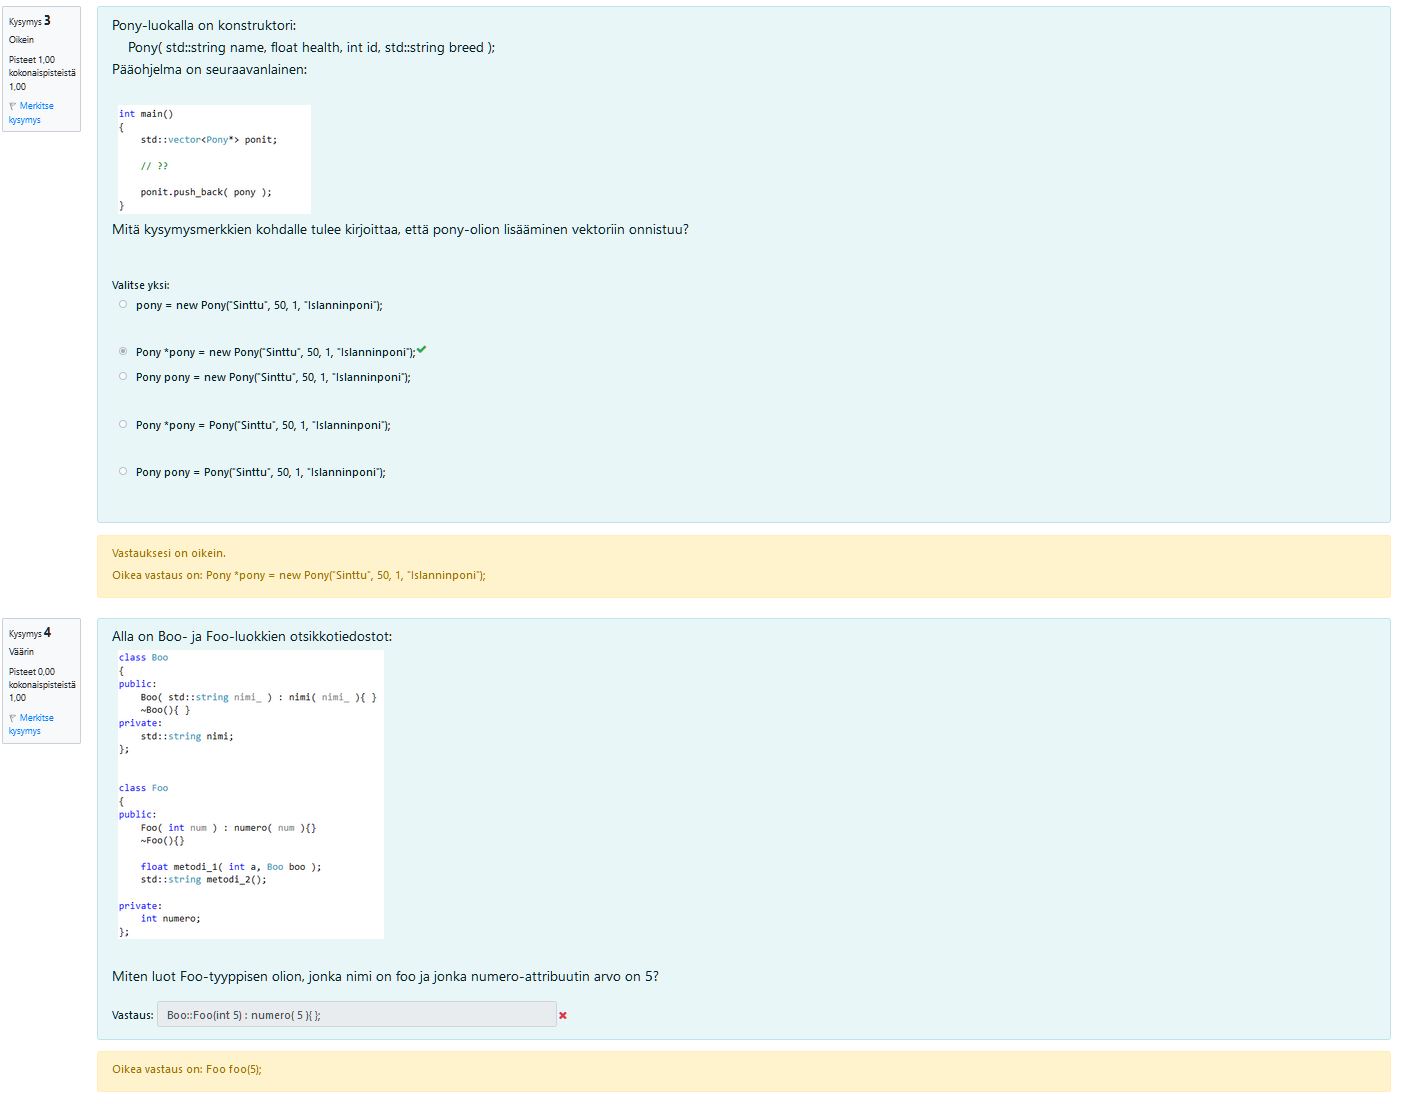 Kysymys 3
Oikein
Pisteet 1,00
kokonaispisteistä
1,00
Merkitse
kysymys
Pony-luokalla on konstruktori:
Pony( std::string name, float health, int id, std::string breed );
Pääohjelma on seuraavanlainen:
int main()
{
std::vector<Pony*> ponit;
// ??
ponit.push_back( pony );
}
Mitä kysymysmerkkien kohdalle tulee kirjoittaa, että pony-olion lisääminen vektoriin onnistuu?
Valitse yksi:
pony = new Pony("Sinttu", 50, 1, "Islanninponi");
Pony *pony = new Pony("Sinttu", 50, 1, "Islanninponi");
Pony pony = new Pony("Sinttu", 50, 1, "Islanninponi");
Pony *pony = Pony("Sinttu", 50, 1, "Islanninponi");
Pony pony = Pony("Sinttu", 50, 1, "Islanninponi");
Vastauksesi on oikein.
Oikea vastaus on: Pony *pony = new Pony("Sinttu", 50, 1, "Islanninponi");
Kysymys 4
Väärin
Pisteet 0,00
kokonaispisteistä
1,00
Merkitse
kysymys
Alla on Boo- ja Foo-luokkien otsikkotiedostot:
class Boo
{
public:
Boo( std::string nimi_ ) : nimi( nimi_ ){ }
~Boo(){ }
private:
std::string nimi;
};
class Foo
{
public:
Foo( int num ) : numero( num ){}
~Foo(){}
float metodi_1( int a, Boo boo );
std::string metodi_2();
private:
int numero;
};
Miten luot Foo-tyyppisen olion, jonka nimi on foo ja jonka numero-attribuutin arvo on 5?
Vastaus: Boo::Foo(int 5) : numero( 5 ){ };
Oikea vastaus on: Foo foo(5);